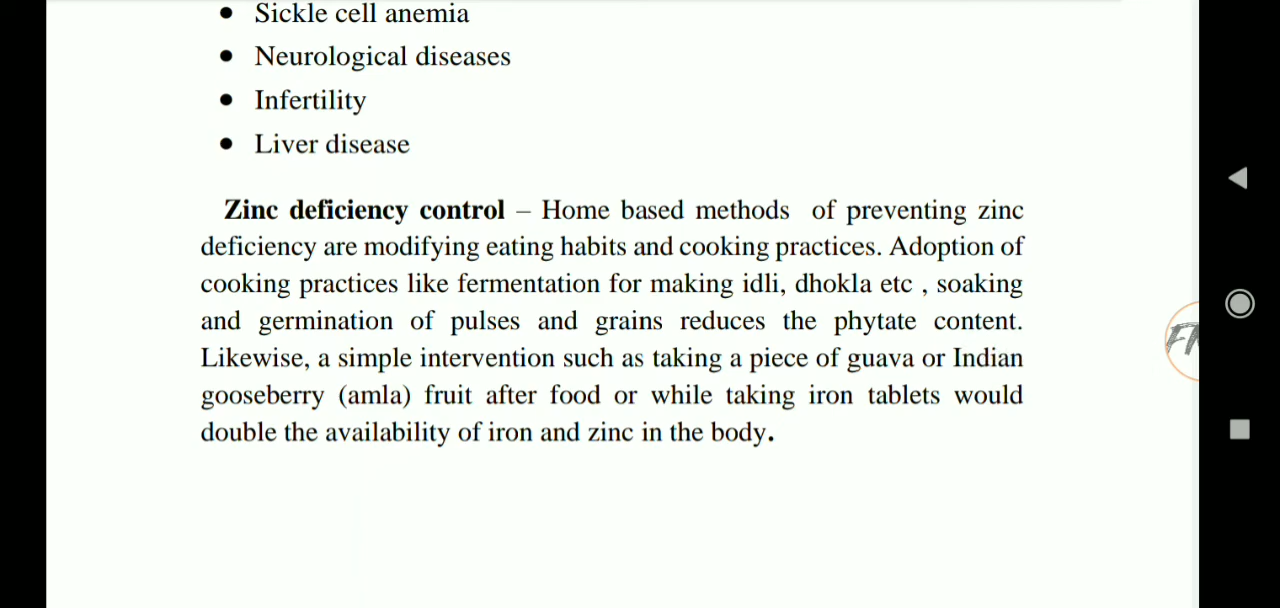 • Sickle cell anemia
• Neurological diseases
• Infertility
• Liver disease
Zinc deficiency control – Home based methods of preventing zinc
deficiency are modifying eating habits and cooking practices. Adoption of
cooking practices like fermentation for making idli, dhokla etc , soaking
and germination of pulses and grains reduces the phytate content.
Likewise, a simple intervention such as taking a piece of guava or Indian
gooseberry (amla) fruit after food or while taking iron tablets would
double the availability of iron and zinc in the body.